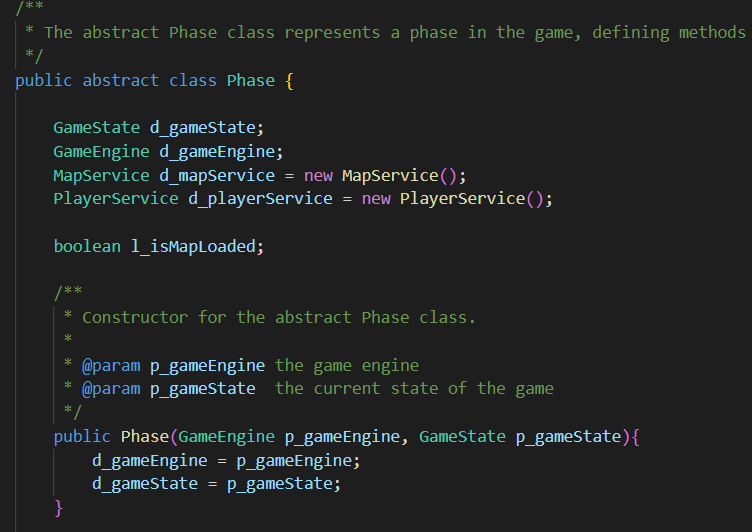 /**
 * The abstract Phase class represents a phase in the game, defining methods
 */
public abstract class Phase {
    GameState d_gameState;
    GameEngine d_gameEngine;
    MapService d_mapService = new MapService();
    PlayerService d_playerService = new PlayerService();
    boolean l_isMapLoaded;
    /**
     * Constructor for the abstract Phase class.
     *
     * @param p_gameEngine the game engine
     * @param p_gameState  the current state of the game
     */
    public Phase(GameEngine p_gameEngine, GameState p_gameState){
        d_gameEngine = p_gameEngine;
        d_gameState = p_gameState;
    }